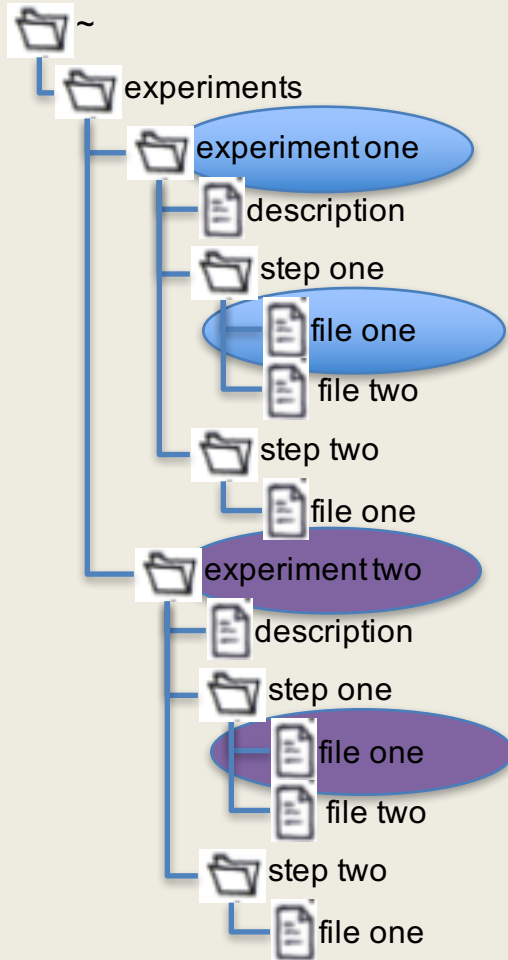 ~
experiments
experiment one
description
step one
file one
file two
step two
file one
experiment two
description
step one
file one
file two
step two
file one